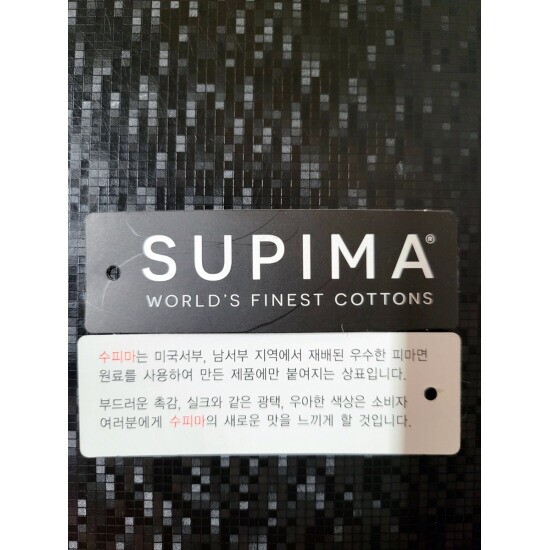 SUPIMA®
WORLD'S FINEST COTTONS
수피마는 미국서부, 남서부 지역에서 재배된 우수한 피마면
원료를 사용하여 만든 제품에만 붙여지는 상표입니다.
부드러운 촉감, 실크와 같은 광택, 우아한 색상은 소비자
여러분에게 수피마의 새로운 맛을 느끼게 할 것입니다.